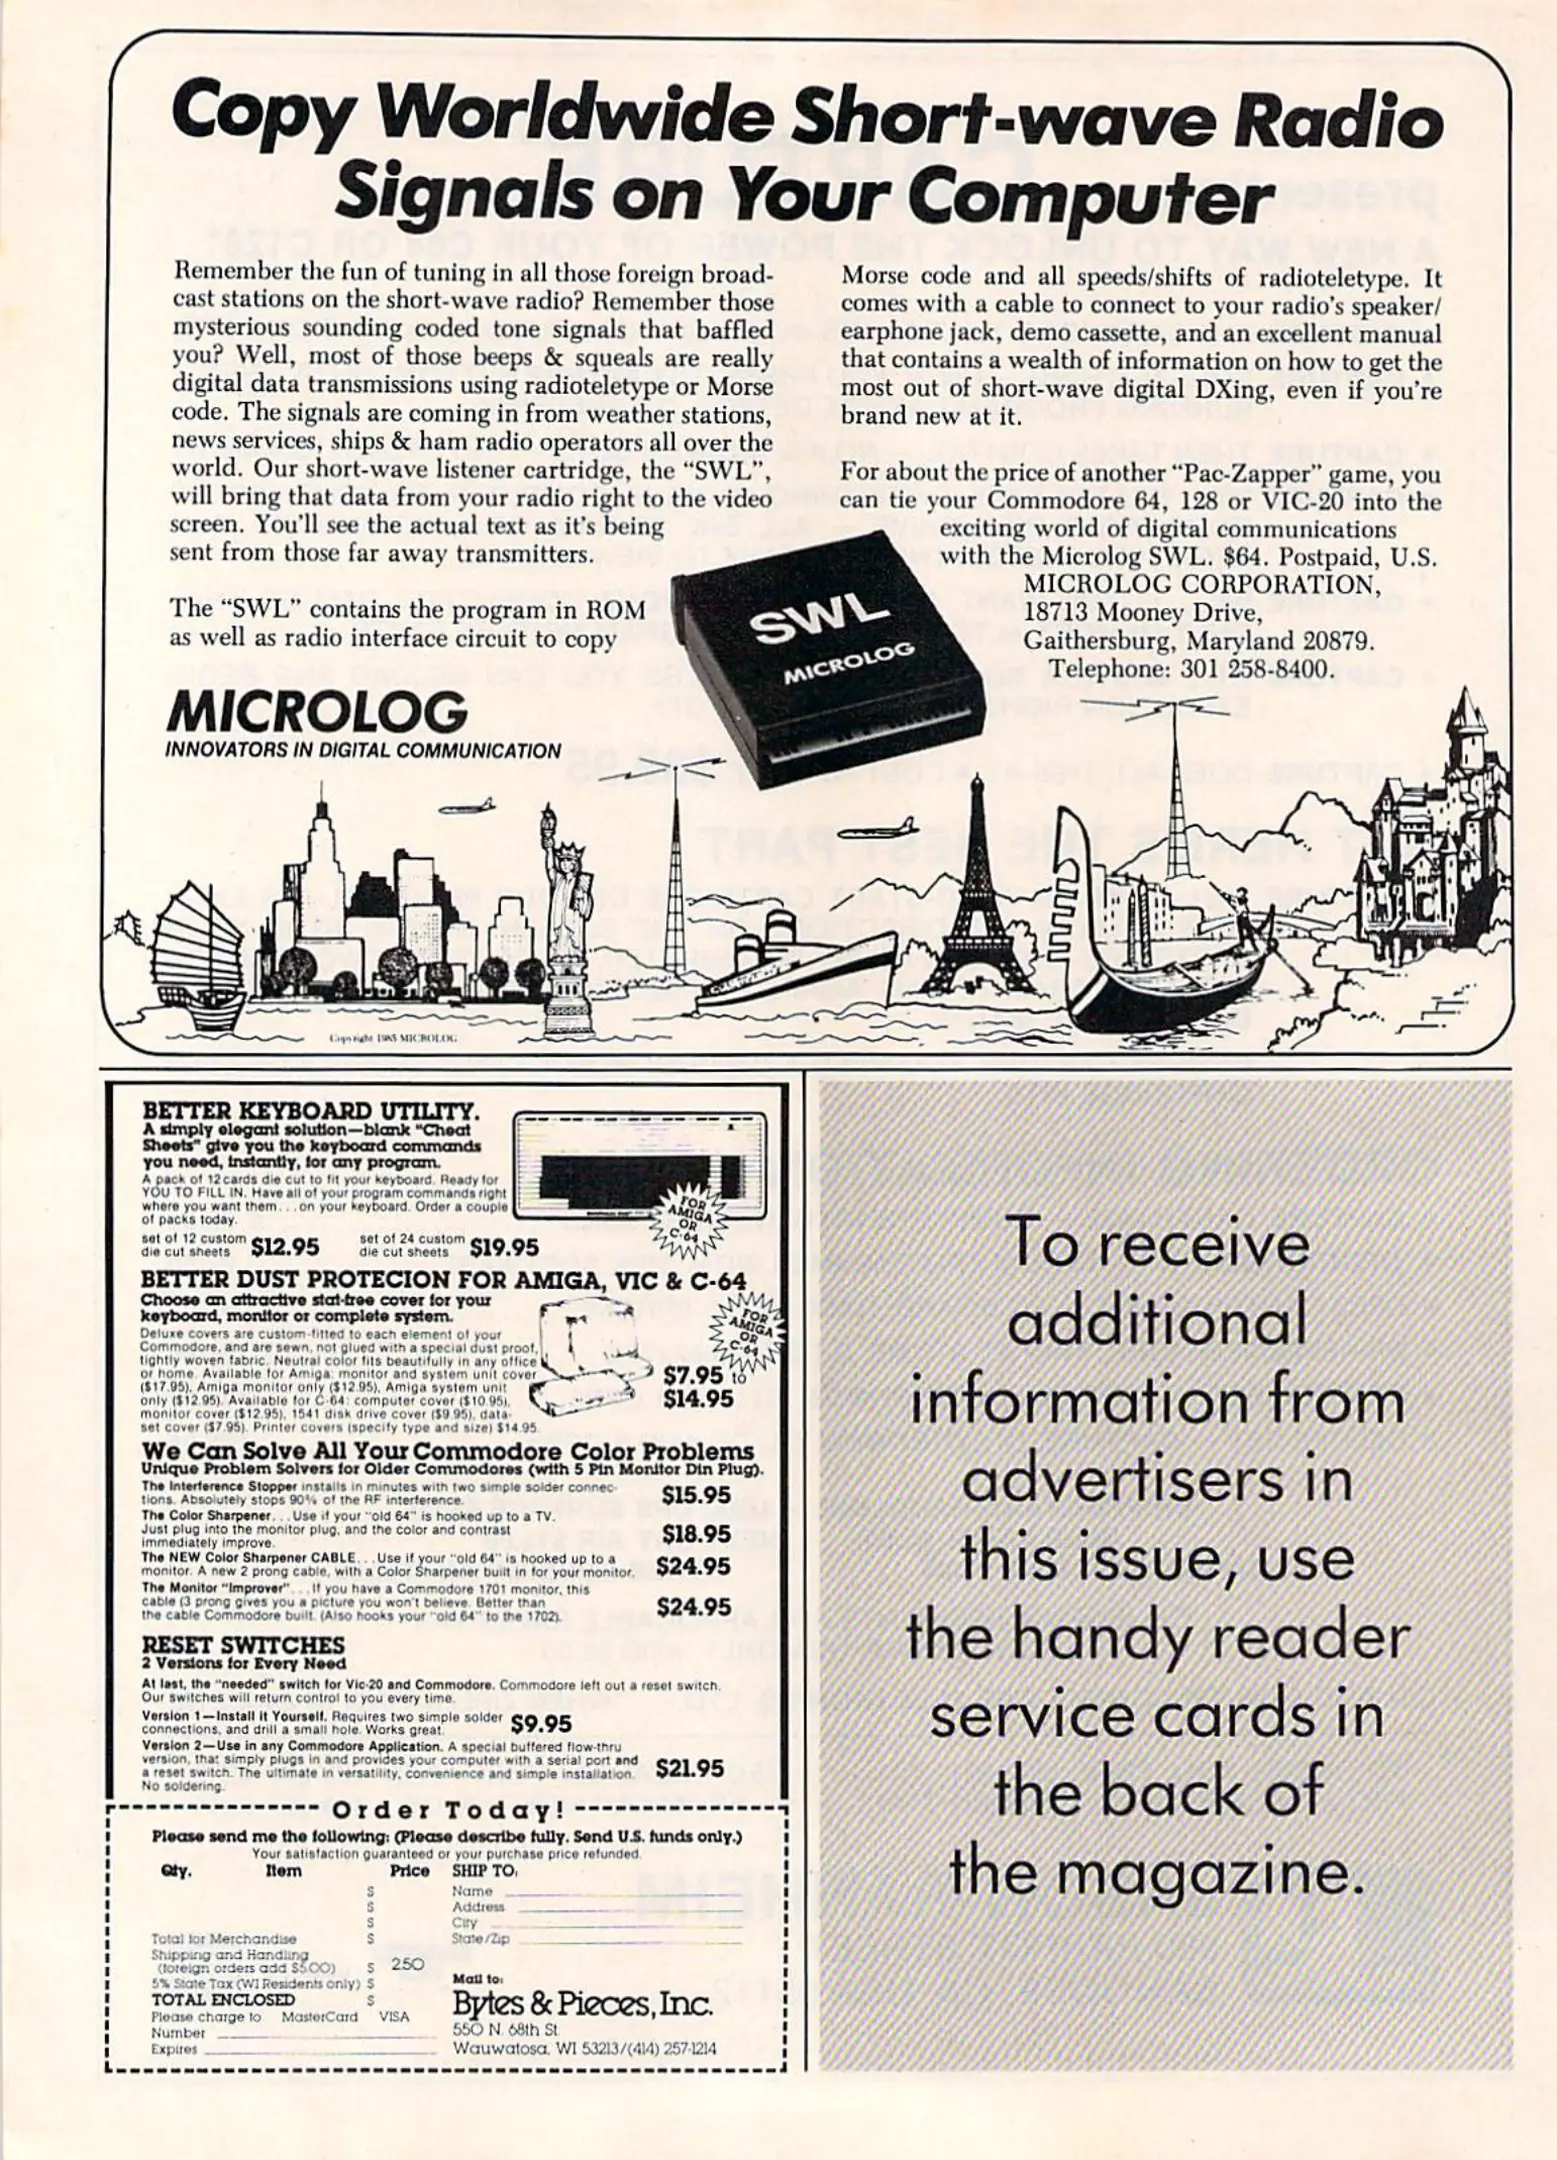 Copy Worldwide Short-wave Radio
Signals on Your Computer
Remember the fun of tuning in all those foreign broad-
cast stations on the short-wave radio? Remember those
mysterious sounding coded tone signals that baffled
you? Well, most of those beeps & squeals are really
digital data transmissions using radioteletype or Morse
code. The signals are coming in from weather stations,
news services, ships & ham radio operators all over the
world. Our short-wave listener cartridge, the “SWL”,
will bring that data from your radio right to the video
screen. You'll see the actual text as it's being
sent from those far away transmitters.
The “SWL” contains the program in ROM
as well as radio interface circuit to copy
Morse code and all speeds/shifts of radioteletype. It
comes with a cable to connect to your radio's speaker/
earphone jack, demo cassette, and an excellent manual
that contains a wealth of information on how to get the
most out of short-wave digital DXing, even if you're
brand new at it.
For about the price of another “Pac-Zapper” game, you
can tie your Commodore 64, 128 or VIC-20 into the
exciting world of digital communications
with the Microlog SWL. $64. Postpaid, U.S.
MICROLOG CORPORATION,
18713 Mooney Drive,
Gaithersburg, Maryland 20879.
Telephone: 301 258-8400.
SWL
MICROLOG
MICROLOG
INNOVATORS IN DIGITAL COMMUNICATION
Copyright 1985 MICROLOG
BETTER KEYBOARD UTILITY.
A simply elegant solution—blank "Cheat
Sheets" give you the keyboard commands
you need, instantly, for any program.
A pack of 12 cards die cut to fit your keyboard. Ready for
YOU TO FILL IN. Have all of your program commands right
where you want them...on your keyboard. Order a couple
of packs today.
set of 12 custom
die cut sheets $12.95
set of 24 custom
die cut sheets $19.95
FOR
AMIGA
OR
C-64
BETTER DUST PROTECION FOR AMIGA, VIC & C-64
Choose an attractive stat-free cover for your
keyboard, monitor or complete system.
Deluxe covers are custom-fitted to each element of your
Commodore, and are sewn, not glued with a special dust proof,
tightly woven fabric. Neutral color fits beautifully in any office
or home. Available for Amiga: monitor and system unit cover
($17.95), Amiga monitor only ($12.95), Amiga system unit
only ($12.95). Available for C-64: computer cover ($10.95),
monitor cover ($12.95), 1541 disk drive cover ($9.95), data-
set cover ($7.95). Printer covers (specify type and size) $14.95.
FOR
AMIGA
OR
C-64
$7.95 to
$14.95
We Can Solve All Your Commodore Color Problems
Unique Problem Solvers for Older Commodores (with 5 Pin Monitor Din Plug).
The Interference Stopper installs in minutes with two simple solder connec-
tions. Absolutely stops 90% of the RF interference. $15.95
The Color Sharpener...Use if your "old 64" is hooked up to a TV.
Just plug into the monitor plug, and the color and contrast
immediately improve. $18.95
The NEW Color Sharpener CABLE...Use if your "old 64" is hooked up to a
monitor. A new 2 prong cable, with a Color Sharpener built in for your monitor. $24.95
The Monitor "Improver"...If you have a Commodore 1701 monitor, this
cable (3 prong gives you a picture you won't believe. Better than
the cable Commodore built. (Also hooks your "old 64" to the 1702). $24.95
RESET SWITCHES
2 Versions for Every Need
At last, the "needed" switch for Vic-20 and Commodore. Commodore left out a reset switch.
Our switches will return control to you every time.
Version 1—Install it Yourself. Requires two simple solder
connections, and drill a small hole. Works great. $9.95
Version 2—Use in any Commodore Application. A special buffered flow-thru
version, that simply plugs in and provides your computer with a serial port and
a reset switch. The ultimate in versatility, convenience and simple installation.
No soldering. $21.95
Order Today!
Please send me the following: (Please describe fully. Send U.S. funds only.)
Your satisfaction guaranteed or your purchase price refunded.
Qty. Item Price SHIP TO:
$ Name
$ Address
$ City
Total for Merchandise $ State/Zip
Shipping and Handling
(foreign orders add $5.00) $ 2.50
5% State Tax (WI Residents only) $
TOTAL ENCLOSED $
Please charge to MasterCard VISA
Number
Expires
Mail to:
Bytes & Pieces, Inc.
550 N. 68th St.
Wauwatosa, WI 53213/(414) 257-1214
To receive
additional
information from
advertisers in
this issue, use
the handy reader
service cards in
the back of
the magazine.